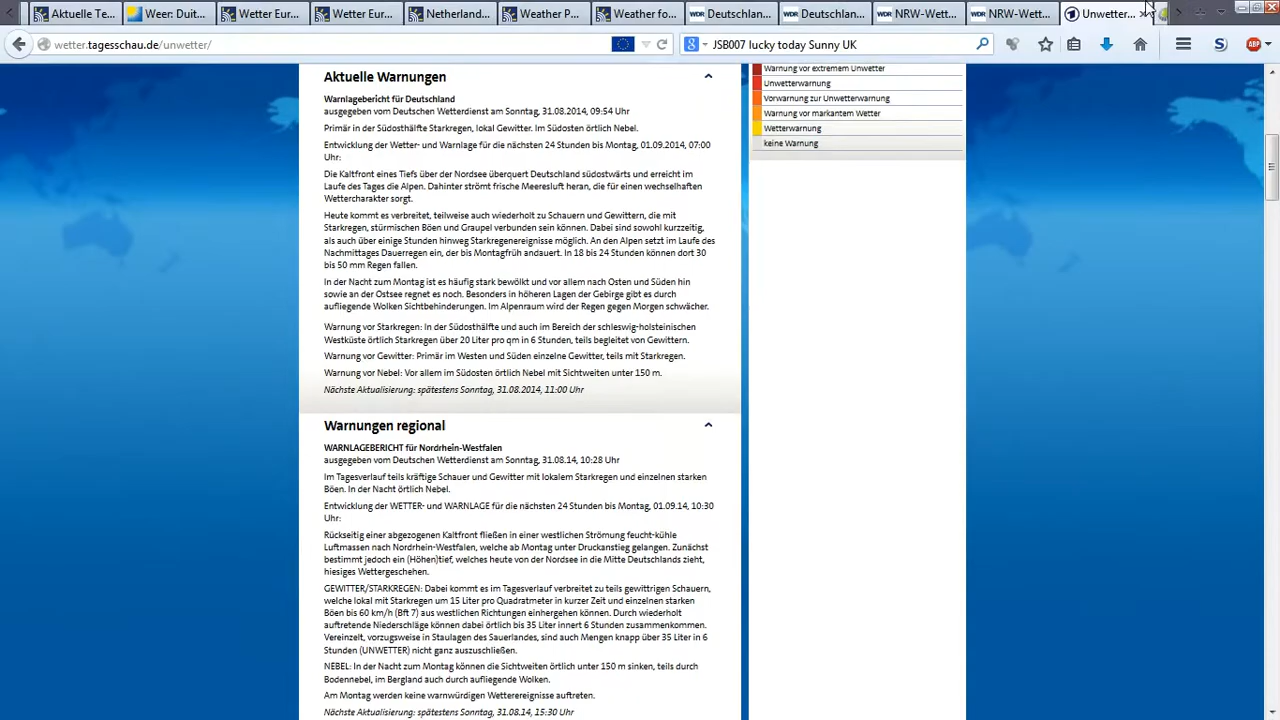 Aktuelle Te...
Weer: Duit...
Wetter Eur...
Wetter Eur...
Netherland...
Weather P...
Weather fo...
Deutschlan...
Deutschlan...
NRW-Wett...
NRW-Wett...
Unwetter...
wetter.tagesschau.de/unwetter/
JSB007 lucky today Sunny UK
ABP
Aktuelle Warnungen
Warnlagebericht für Deutschland
ausgegeben vom Deutschen Wetterdienst am Sonntag, 31.08.2014, 09:54 Uhr
Primär in der Südosthälfte Starkregen, lokal Gewitter. Im Südosten örtlich Nebel.
Entwicklung der Wetter- und Warnlage für die nächsten 24 Stunden bis Montag, 01.09.2014, 07:00
Uhr:
Die Kaltfront eines Tiefs über der Nordsee überquert Deutschland südostwärts und erreicht im
Laufe des Tages die Alpen. Dahinter strömt frische Meeresluft heran, die für einen wechselhaften
Wettercharakter sorgt.
Heute kommt es verbreitet, teilweise auch wiederholt zu Schauern und Gewittern, die mit
Starkregen, stürmischen Böen und Graupel verbunden sein können. Dabei sind sowohl kurzzeitig,
als auch über einige Stunden hinweg Starkregenereignisse möglich. An den Alpen setzt im Laufe des
Nachmittages Dauerregen ein, der bis Montagfrüh andauert. In 18 bis 24 Stunden können dort 30
bis 50 mm Regen fallen.
In der Nacht zum Montag ist es häufig stark bewölkt und vor allem nach Osten und Süden hin
sowie an der Ostsee regnet es noch. Besonders in höheren Lagen der Gebirge gibt es durch
aufliegende Wolken Sichtbehinderungen. Im Alpenraum wird der Regen gegen Morgen schwächer.
Warnung vor Starkregen: In der Südosthälfte und auch im Bereich der schleswig-holsteinischen
Westküste örtlich Starkregen über 20 Liter pro qm in 6 Stunden, teils begleitet von Gewittern.
Warnung vor Gewitter: Primär im Westen und Süden einzelne Gewitter, teils mit Starkregen.
Warnung vor Nebel: Vor allem im Südosten örtlich Nebel mit Sichtweiten unter 150 m.
Nächste Aktualisierung: spätestens Sonntag, 31.08.2014, 11:00 Uhr
Warnungen regional
WARNLAGEBERICHT für Nordrhein-Westfalen
ausgegeben vom Deutschen Wetterdienst am Sonntag, 31.08.14, 10:28 Uhr
Im Tagesverlauf teils kräftige Schauer und Gewitter mit lokalem Starkregen und einzelnen starken
Böen. In der Nacht örtlich Nebel.
Entwicklung der WETTER- und WARNLAGE für die nächsten 24 Stunden bis Montag, 01.09.14, 10:30
Uhr:
Rückseitig einer abgezogenen Kaltfront fließen in einer westlichen Strömung feucht-kühle
Luftmassen nach Nordrhein-Westfalen, welche ab Montag unter Druckanstieg gelangen. Zunächst
bestimmt jedoch ein (Höhen)tief, welches heute von der Nordsee in die Mitte Deutschlands zieht,
hiesiges Wettergeschehen.
GEWITTER/STARKREGEN: Dabei kommt es im Tagesverlauf verbreitet zu teils gewittrigen Schauern,
welche lokal mit Starkregen um 15 Liter pro Quadratmeter in kurzer Zeit und einzelnen starken
Böen bis 60 km/h (Bft 7) aus westlichen Richtungen einhergehen können. Durch wiederholt
auftretende Niederschläge können dabei örtlich bis 35 Liter innert 6 Stunden zusammenkommen.
Vereinzelt, vorzugsweise in Staulagen des Sauerlandes, sind auch Mengen knapp über 35 Liter in 6
Stunden (UNWETTER) nicht ganz auszuschließen.
NEBEL: In der Nacht zum Montag können die Sichtweiten örtlich unter 150 m sinken, teils durch
Bodennebel, im Bergland auch durch aufliegende Wolken.
Am Montag werden keine warnwürdigen Wetterereignisse auftreten.
Nächste Aktualisierung: spätestens Sonntag, 31.08.14, 15:30 Uhr
Warnung vor extremem Unwetter
Unwetterwarnung
Vorwarnung zur Unwetterwarnung
Warnung vor markantem Wetter
Wetterwarnung
keine Warnung